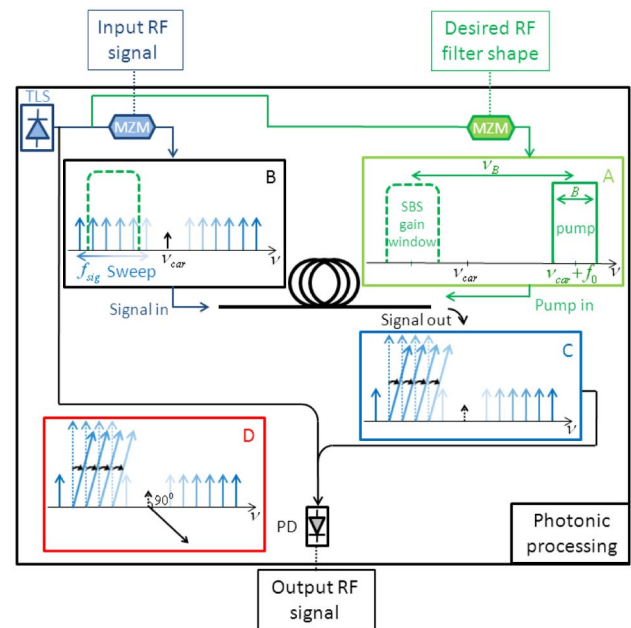 Input RF
signal
Desired RF
filter shape
TLS
MZM
MZM
B
f_sig Sweep
ν_car
ν
A
ν_B
SBS
gain
window
B
pump
ν_car
ν_car + f_0
ν
Signal in
Pump in
Signal out
C
ν
D
90⁰
ν
PD
Photonic
processing
Output RF
signal